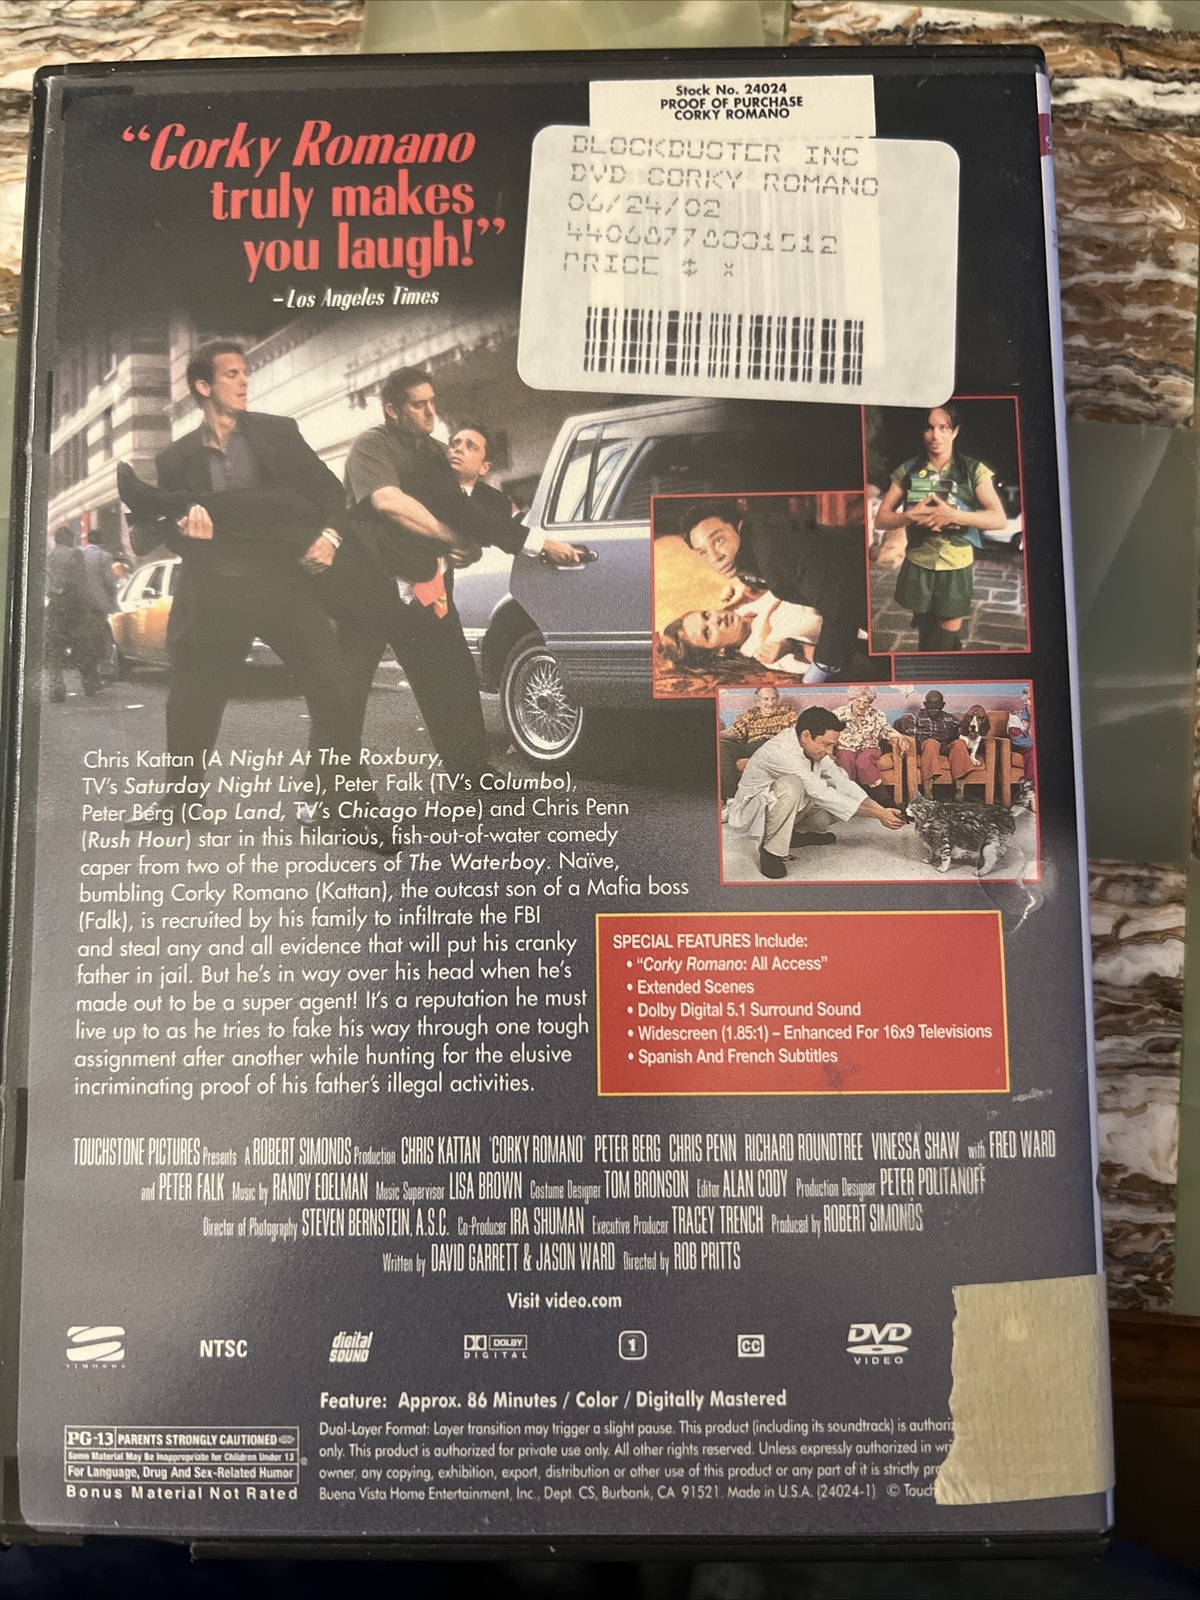 Stock No. 24024
PROOF OF PURCHASE
CORKY ROMANO
BLOCKBUSTER INC
DVD CORKY ROMANO
06/24/02
PRICE $ x
“Corky Romano
truly makes
you laugh!”
–Los Angeles Times
Chris Kattan (A Night At The Roxbury,
TV’s Saturday Night Live), Peter Falk (TV’s Columbo),
Peter Berg (Cop Land, TV’s Chicago Hope) and Chris Penn
(Rush Hour) star in this hilarious, fish-out-of-water comedy
caper from two of the producers of The Waterboy. Naïve,
bumbling Corky Romano (Kattan), the outcast son of a Mafia boss
(Falk), is recruited by his family to infiltrate the FBI
and steal any and all evidence that will put his cranky
father in jail. But he’s in way over his head when he’s
made out to be a super agent! It’s a reputation he must
live up to as he tries to fake his way through one tough
assignment after another while hunting for the elusive
incriminating proof of his father’s illegal activities.
SPECIAL FEATURES Include:
• “Corky Romano: All Access”
• Extended Scenes
• Dolby Digital 5.1 Surround Sound
• Widescreen (1.85:1) – Enhanced For 16x9 Televisions
• Spanish And French Subtitles
TOUCHSTONE PICTURES Presents A ROBERT SIMONDS Production CHRIS KATTAN "CORKY ROMANO" PETER BERG CHRIS PENN RICHARD ROUNDTREE VINESSA SHAW with FRED WARD
and PETER FALK Music by RANDY EDELMAN Music Supervisor LISA BROWN Costume Designer TOM BRONSON Editor ALAN CODY Production Designer PETER POLITANOFF
Director of Photography STEVEN BERNSTEIN, A.S.C. Co-Producer IRA SHUMAN Executive Producer TRACEY TRENCH Produced by ROBERT SIMONDS
Written by DAVID GARRETT & JASON WARD Directed by ROB PRITTS
Visit video.com
SIMONDS
NTSC
digital SOUND
DOLBY DIGITAL
1
CC
DVD VIDEO
Feature: Approx. 86 Minutes / Color / Digitally Mastered
PG-13 PARENTS STRONGLY CAUTIONED
Some Material May Be Inappropriate for Children Under 13 ®
For Language, Drug And Sex-Related Humor
Bonus Material Not Rated
Dual-Layer Format: Layer transition may trigger a slight pause. This product (including its soundtrack) is authori
only. This product is authorized for private use only. All other rights reserved. Unless expressly authorized in wri
owner, any copying, exhibition, export, distribution or other use of this product or any part of it is strictly pro
Buena Vista Home Entertainment, Inc., Dept. CS, Burbank, CA 91521. Made in U.S.A. (24024-1) © Touch